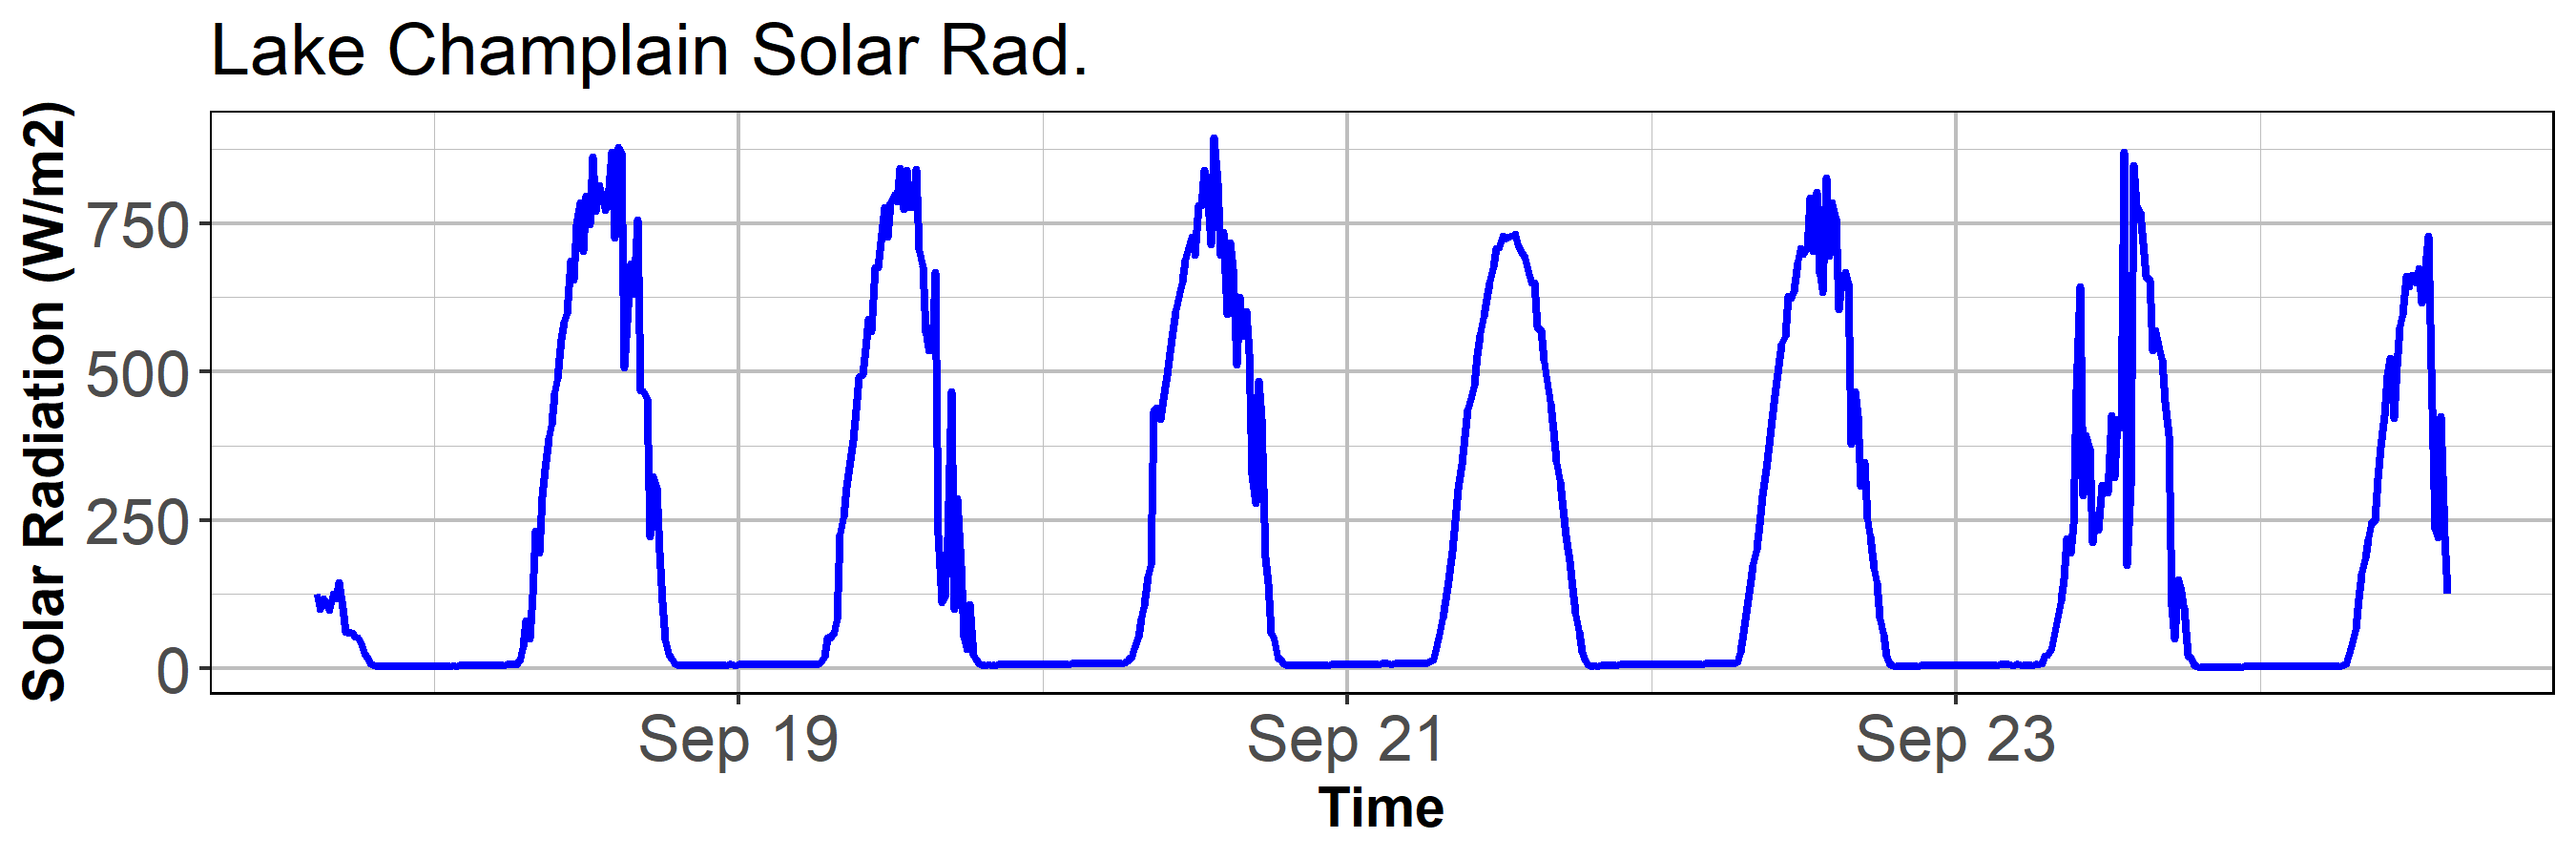 Lake Champlain Solar Rad.
Solar Radiation (W/m2)
750
500
250
0
Sep 19
Sep 21
Sep 23
Time